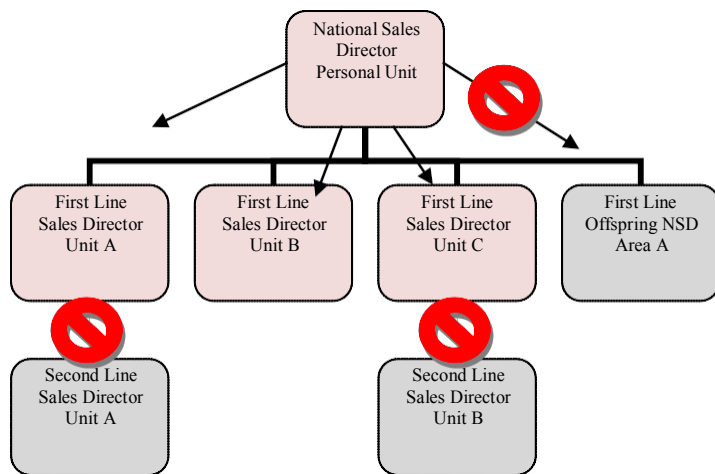 National Sales
Director
Personal Unit
First Line
Sales Director
Unit A
First Line
Sales Director
Unit B
First Line
Sales Director
Unit C
First Line
Offspring NSD
Area A
Second Line
Sales Director
Unit A
Second Line
Sales Director
Unit B